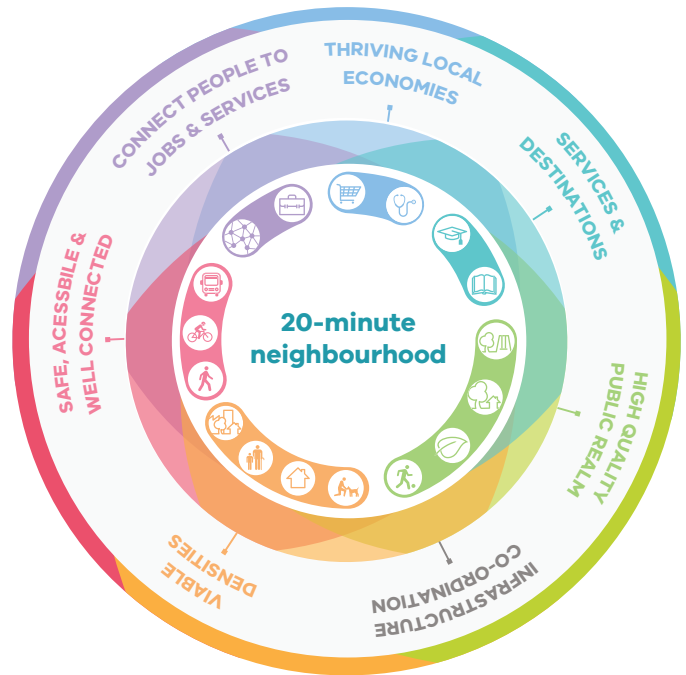 THRIVING LOCAL
ECONOMIES
SERVICES &
DESTINATIONS
HIGH QUALITY
PUBLIC REALM
INFRASTRUCTURE
CO-ORDINATION
VIABLE
DENSITIES
SAFE, ACESSBILE &
WELL CONNECTED
CONNECT PEOPLE TO
JOBS & SERVICES
20-minute
neighbourhood